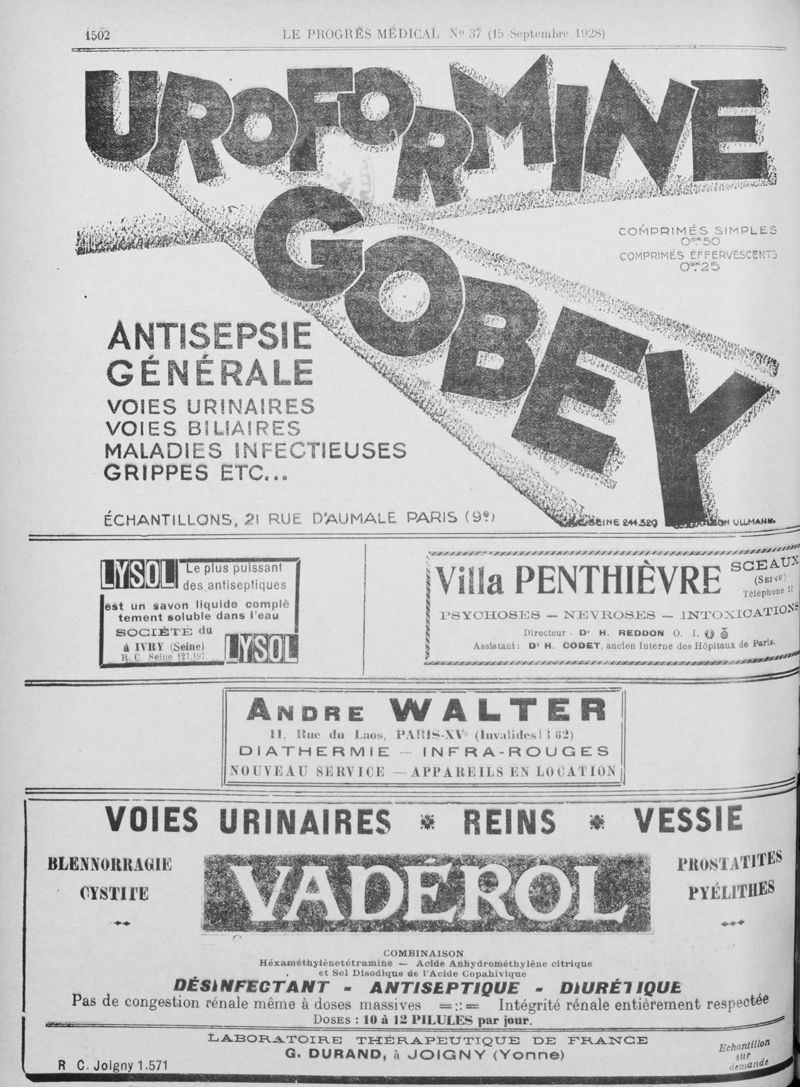 1502
LE PROGRÈS MÉDICAL Nº 37 (15 Septembre 1928)
UROFORMINE
GOBEY
COMPRIMÉS SIMPLES
0gr50
COMPRIMÉS EFFERVESCENTS
0gr25
ANTISEPSIE
GÉNÉRALE
VOIES URINAIRES
VOIES BILIAIRES
MALADIES INFECTIEUSES
GRIPPES ETC...
ÉCHANTILLONS, 21 RUE D'AUMALE PARIS (9e)
SEINE 244.529
ULLMANN.
LYSOL
Le plus puissant
des antiseptiques
est un savon liquide complè
tement soluble dans l'eau
SOCIÉTÉ du
LYSOL
à IVRY (Seine)
R. C. Seine 127.197.
Villa PENTHIÈVRE
SCEAUX
(SEINE)
Téléphone 12
PSYCHOSES — NEVROSES — INTOXICATIONS
Directeur . Dr H. REDDON O. I.
Assistant : Dr H. CODET, ancien Interne des Hôpitaux de Paris.
ANDRE WALTER
11, Rue du Laos, PARIS-XVe (Invalides 13 62)
DIATHERMIE — INFRA-ROUGES
NOUVEAU SERVICE — APPAREILS EN LOCATION
VOIES URINAIRES * REINS * VESSIE
BLENNORRAGIE
CYSTITE
VADÉROL
PROSTATITES
PYÉLITHES
COMBINAISON
Héxaméthylènetétramine — Acide Anhydrométhylène citrique
et Sel Disodique de l'Acide Copahivique
DÉSINFECTANT - ANTISEPTIQUE - DIURÉTIQUE
Pas de congestion rénale même à doses massives =::= Intégrité rénale entièrement respectée
DOSES : 10 à 12 PILULES par jour.
LABORATOIRE THÉRAPEUTIQUE DE FRANCE
G. DURAND, à JOIGNY (Yonne)
R C. Joigny 1.571
Echantillon
sur
demande